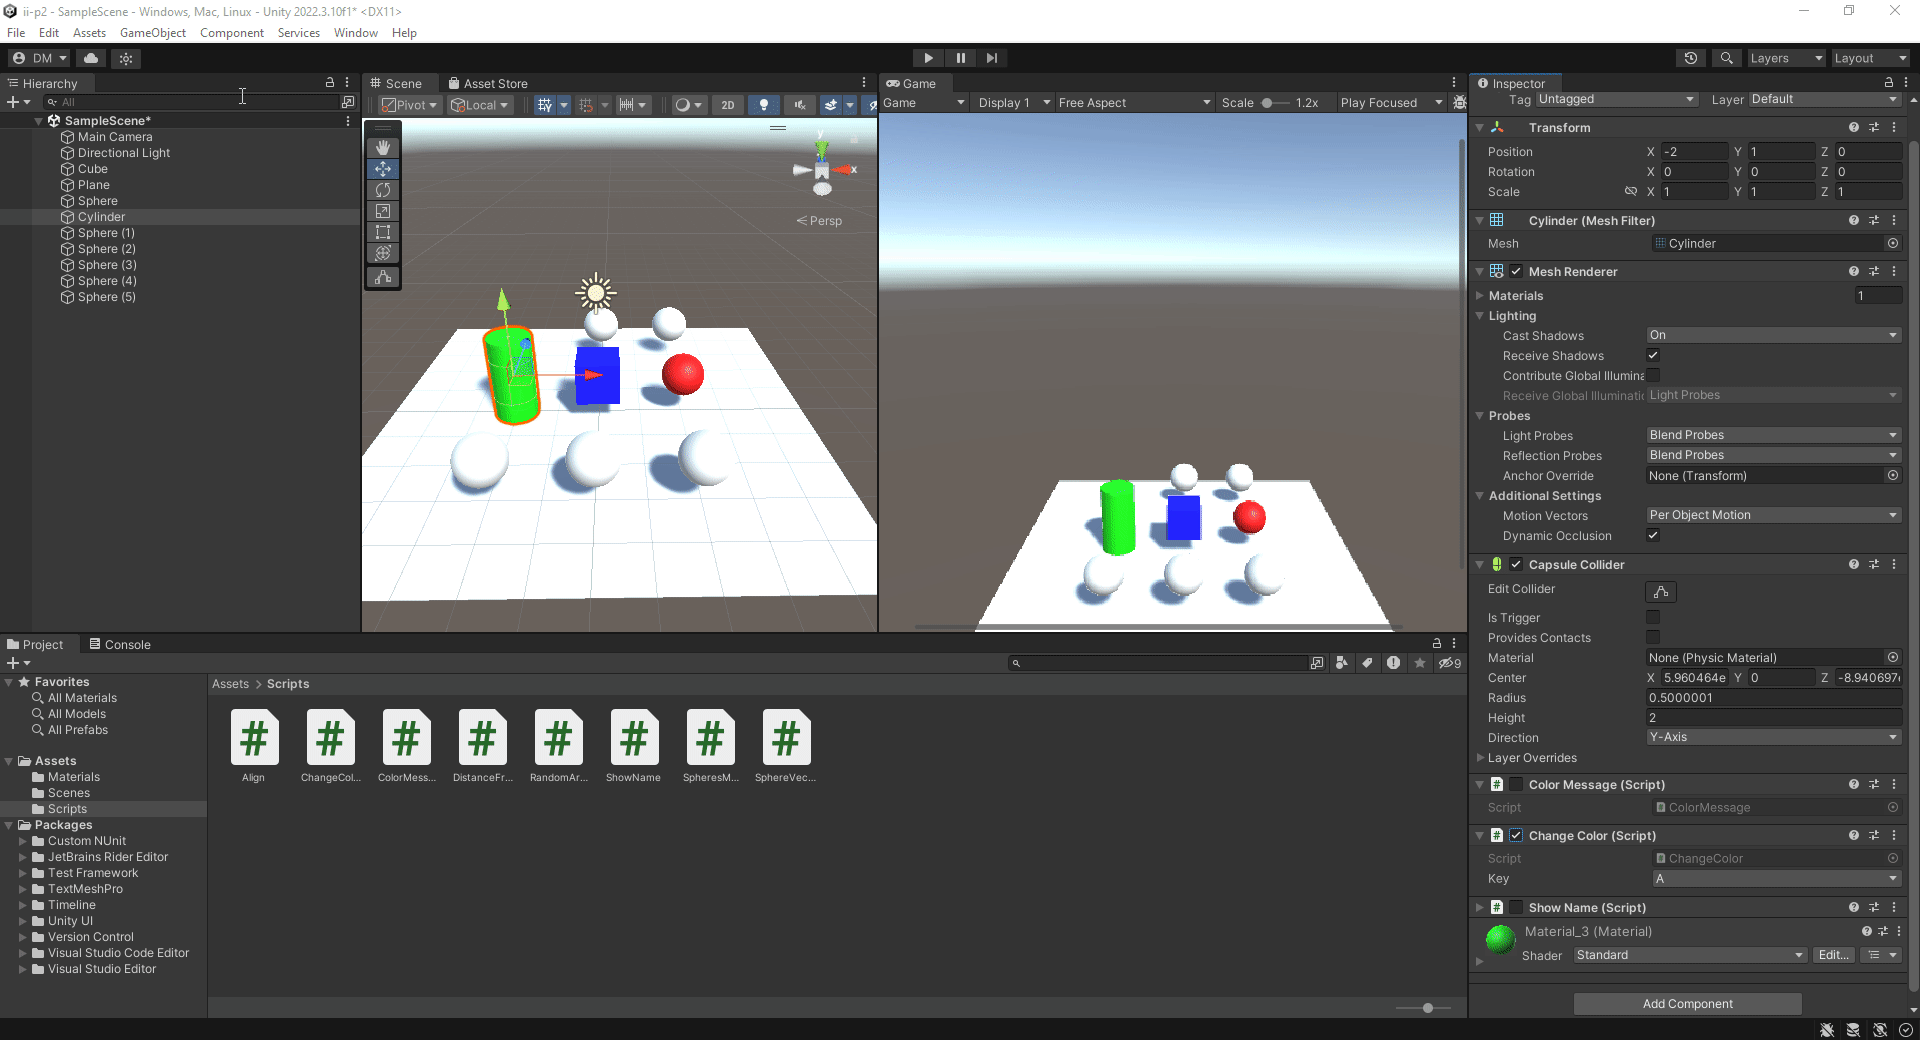 ii-p2 - SampleScene - Windows, Mac, Linux - Unity 2022.3.10f1* <DX11>
File Edit Assets GameObject Component Services Window Help
DM
Layers Layout
Hierarchy
All
SampleScene*
Main Camera
Directional Light
Cube
Plane
Sphere
Cylinder
Sphere (1)
Sphere (2)
Sphere (3)
Sphere (4)
Sphere (5)
Scene Asset Store
Pivot Local 2D
y
x
Persp
Game
Game Display 1 Free Aspect Scale 1.2x Play Focused
Inspector
Tag Untagged Layer Default
Transform
Position X -2 Y 1 Z 0
Rotation X 0 Y 0 Z 0
Scale X 1 Y 1 Z 1
Cylinder (Mesh Filter)
Mesh Cylinder
Mesh Renderer
Materials 1
Lighting
Cast Shadows On
Receive Shadows
Contribute Global Illumina
Receive Global Illuminatio Light Probes
Probes
Light Probes Blend Probes
Reflection Probes Blend Probes
Anchor Override None (Transform)
Additional Settings
Motion Vectors Per Object Motion
Dynamic Occlusion
Capsule Collider
Edit Collider
Is Trigger
Provides Contacts
Material None (Physic Material)
Center X 5.960464e Y 0 Z -8.940697
Radius 0.5000001
Height 2
Direction Y-Axis
Layer Overrides
# Color Message (Script)
Script ColorMessage
# Change Color (Script)
Script ChangeColor
Key A
# Show Name (Script)
Material_3 (Material)
Shader Standard Edit...
Add Component
Project Console
9
Favorites
All Materials
All Models
All Prefabs
Assets
Materials
Scenes
Scripts
Packages
Custom NUnit
JetBrains Rider Editor
Test Framework
TextMeshPro
Timeline
Unity UI
Version Control
Visual Studio Code Editor
Visual Studio Editor
Assets > Scripts
# # # # # # # #
Align ChangeCol... ColorMess... DistanceFr... RandomAr... ShowName SpheresM... SphereVec...